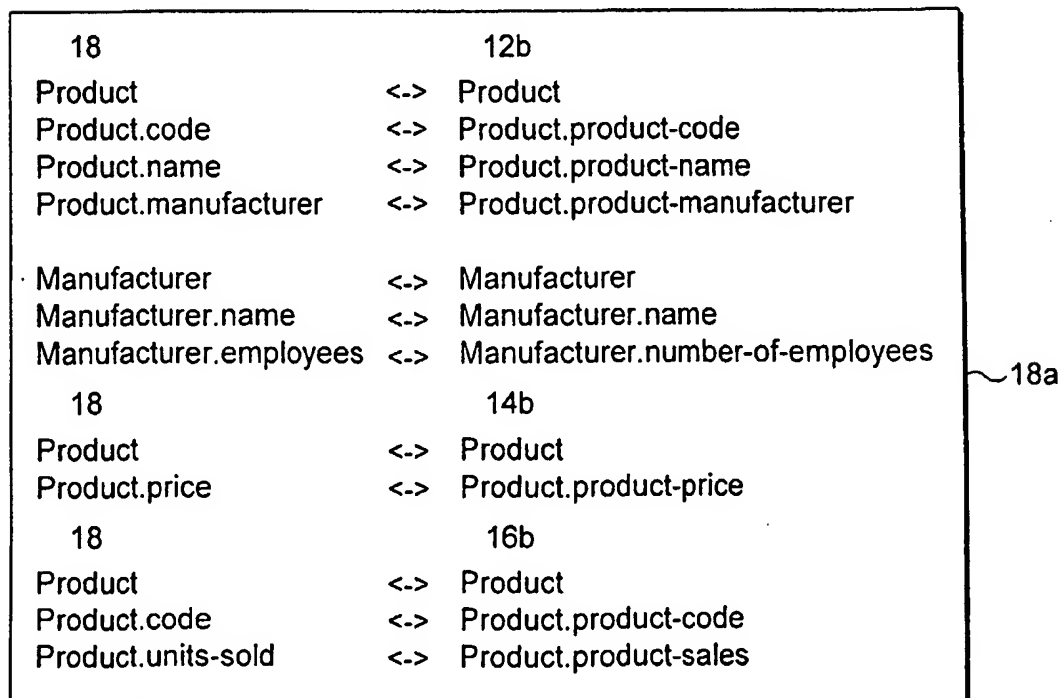 18 12b
Product <-> Product
Product.code <-> Product.product-code
Product.name <-> Product.product-name
Product.manufacturer <-> Product.product-manufacturer
Manufacturer <-> Manufacturer
Manufacturer.name <-> Manufacturer.name
Manufacturer.employees <-> Manufacturer.number-of-employees
18a
18 14b
Product <-> Product
Product.price <-> Product.product-price
18 16b
Product <-> Product
Product.code <-> Product.product-code
Product.units-sold <-> Product.product-sales